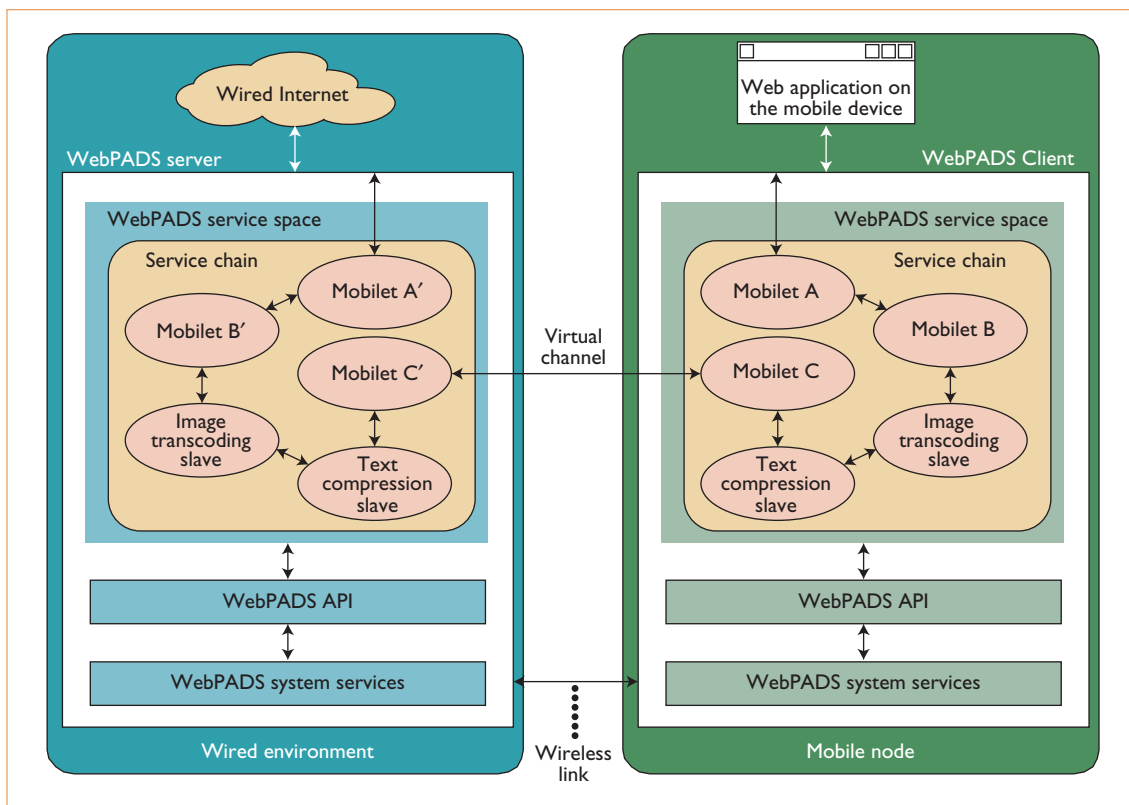 Wired Internet
WebPADS server
WebPADS service space
Service chain
Mobilet A′
Mobilet B′
Mobilet C′
Image
transcoding
slave
Text
compression
slave
WebPADS API
WebPADS system services
Wired environment
Virtual
channel
Wireless
link
Web application on
the mobile device
WebPADS Client
WebPADS service space
Service chain
Mobilet A
Mobilet B
Mobilet C
Image
transcoding
slave
Text
compression
slave
WebPADS API
WebPADS system services
Mobile node